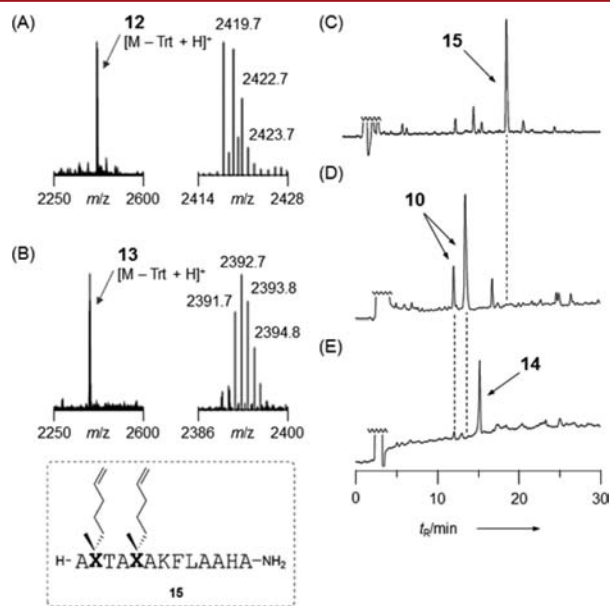 (A)
12
[M – Trt + H]⁺
2419.7
2422.7
2423.7
2250 m/z 2600
2414 m/z 2428
(B)
13
[M – Trt + H]⁺
2392.7
2391.7
2393.8
2394.8
2250 m/z 2600
2386 m/z 2400
H- AXTAXAKFLAAHA-NH₂
15
(C)
15
(D)
10
(E)
14
0 10 20 30
tR/min